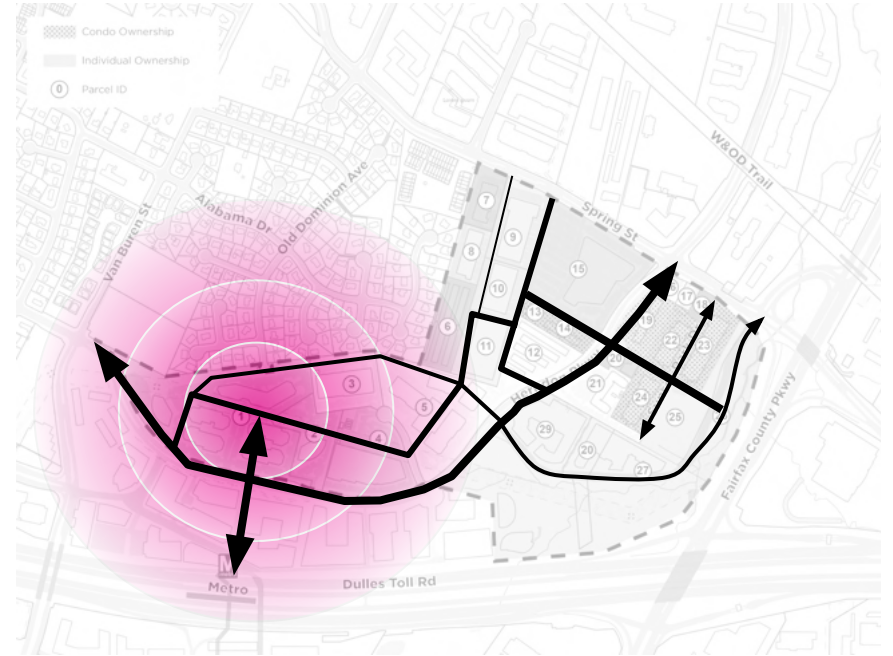 Condo Ownership
Individual Ownership
0 Parcel ID
W&OD Trail
Alabama Dr
Old Dominion Ave
Van Buren St
Spring St
7
9
8
15
10
17
18
13
19
6
14
22
23
11
12
3
21
24
5
25
1
2
4
29
20
27
Fairfax County Pkwy
M
Metro
Dulles Toll Rd